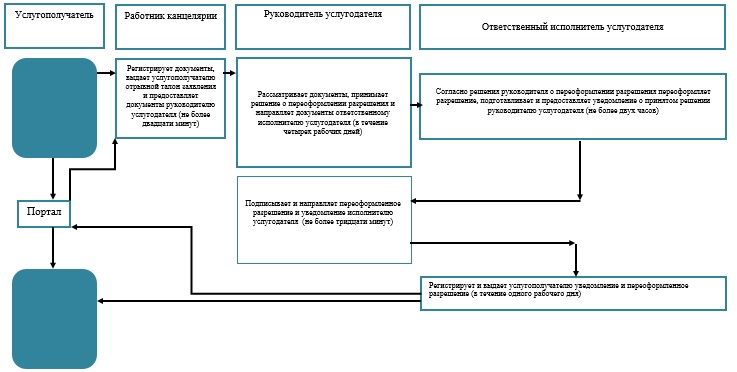 Услугополучатель
Работник канцелярии
Руководитель услугодателя
Ответственный исполнитель услугодателя
Регистрирует документы,
выдает услугополучателю
отрывной талон заявления
и предоставляет
документы руководителю
услугодателя (не более
двадцати минут)
Рассматривает документы, принимает
решение о переоформлении разрешения и
направляет документы ответственному
исполнителю услугодателя (в течение
четырех рабочих дней)
Согласно решения руководителя о переоформлении разрешения переоформляет
разрешение, подготавливает и предоставляет уведомление о принятом решении
руководителю услугодателя (не более двух часов)
Портал
Подписывает и направляет переоформленное
разрешение и уведомление исполнителю
услугодателя (не более тридцати минут)
Регистрирует и выдает услугополучателю уведомление и переоформленное
разрешение (в течение одного рабочего дня)